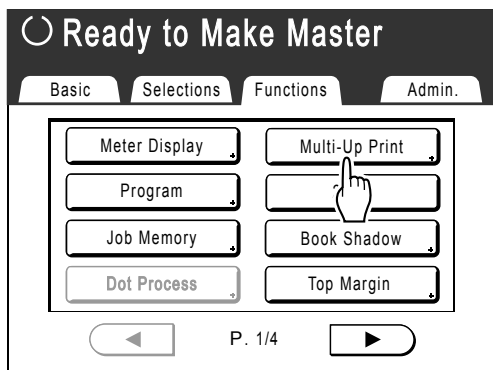 Ready to Make Master
Basic Selections Functions Admin.
Meter Display Multi-Up Print
Program
Job Memory Book Shadow
Dot Process Top Margin
P. 1/4